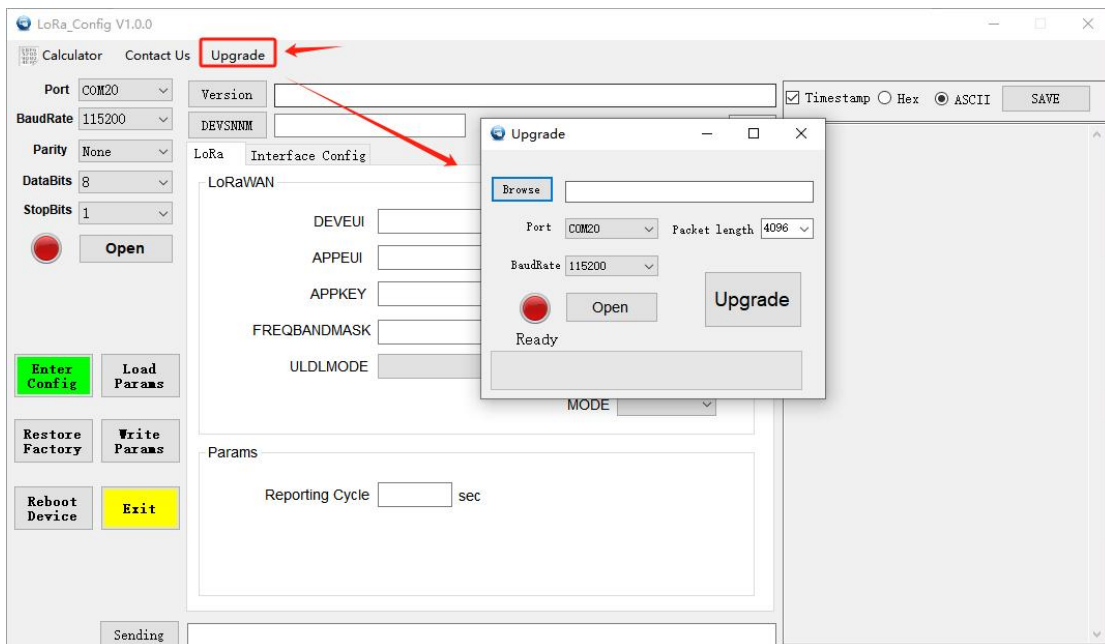 LoRa_Config V1.0.0
Calculator Contact Us Upgrade
Port COM20
BaudRate 115200
Parity None
DataBits 8
StopBits 1
Open
Enter Config
Load Params
Restore Factory
Write Params
Reboot Device
Exit
Sending
Version
DEVSNNM
LoRa Interface Config
LoRaWAN
DEVEUI
APPEUI
APPKEY
FREQBANDMASK
ULDLMODE
MODE
Params
Reporting Cycle sec
Upgrade
Browse
Port COM20 Packet length 4096
BaudRate 115200
Open
Upgrade
Ready
Timestamp Hex ASCII SAVE